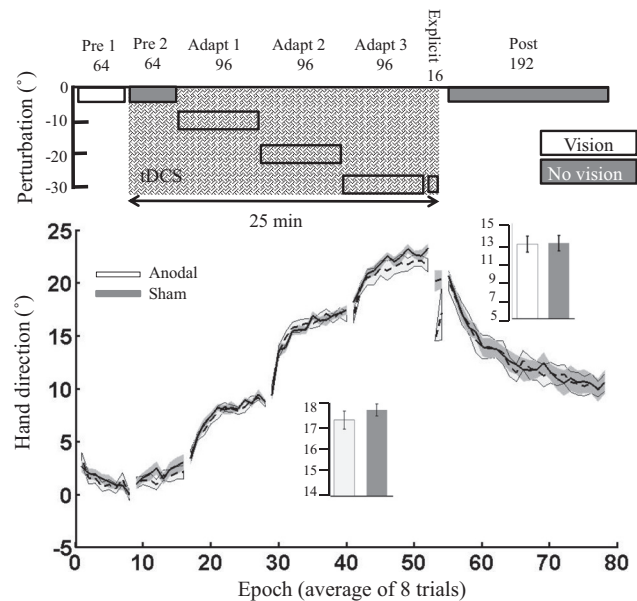 Pre 1
64
Pre 2
64
Adapt 1
96
Adapt 2
96
Adapt 3
96
Explicit
16
Post
192
Perturbation (˚)
0
-10
-20
-30
tDCS
25 min
Vision
No vision
Hand direction (˚)
25
20
15
10
5
0
-5
Anodal
Sham
15
13
11
9
7
5
18
17
16
15
14
0 10 20 30 40 50 60 70 80
Epoch (average of 8 trials)